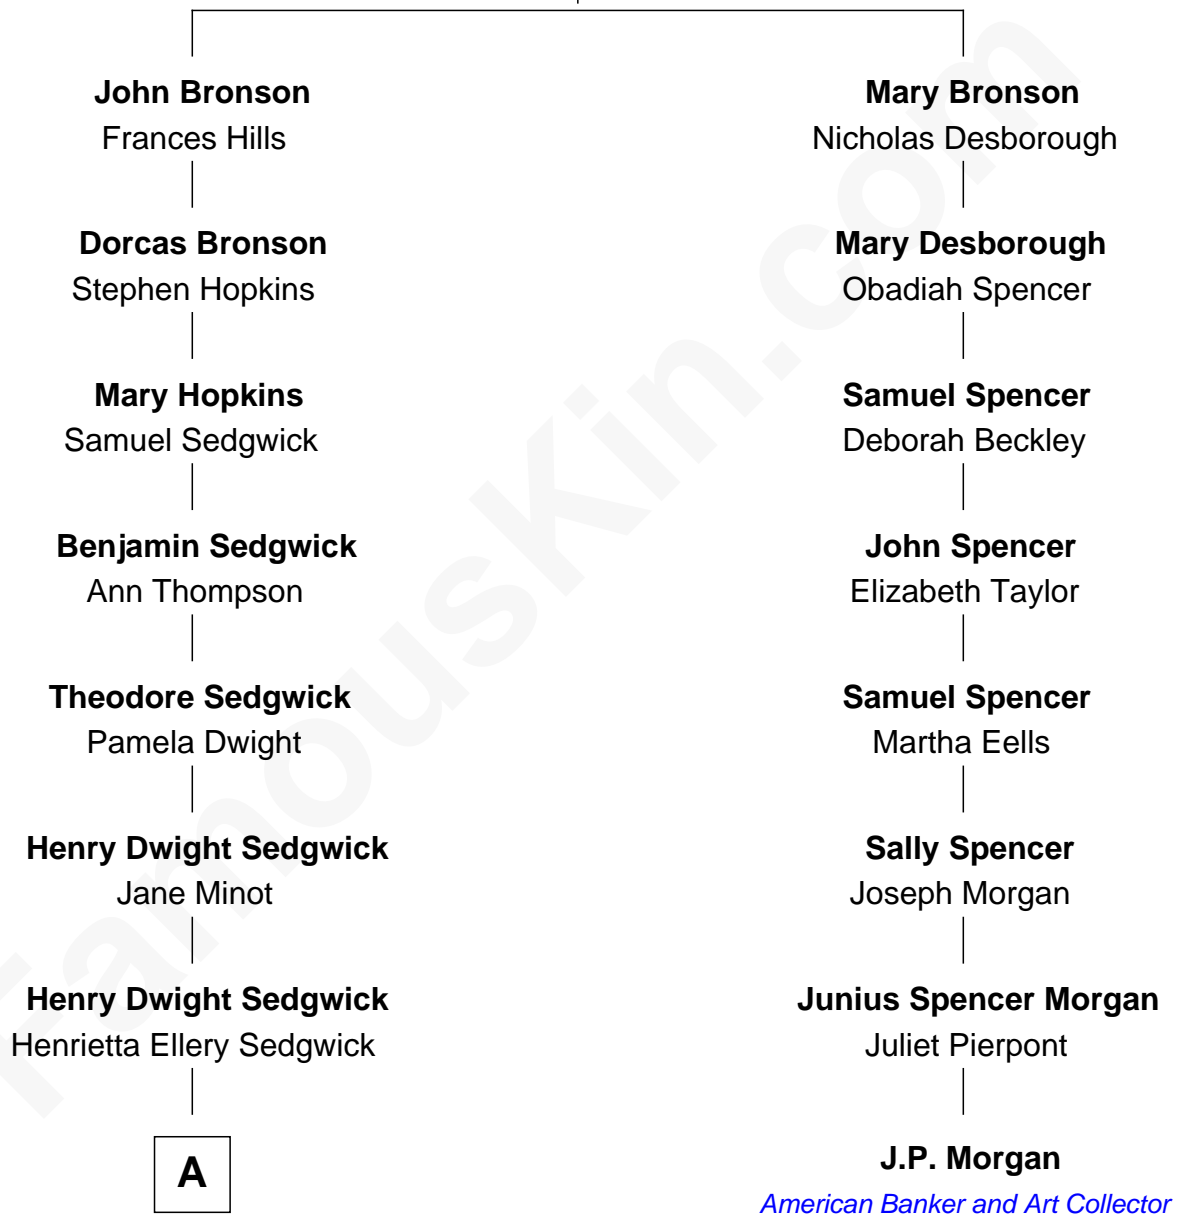 John Bronson
Frances Hills
Mary Bronson
Nicholas Desborough
Dorcas Bronson
Stephen Hopkins
Mary Desborough
Obadiah Spencer
Mary Hopkins
Samuel Sedgwick
Samuel Spencer
Deborah Beckley
Benjamin Sedgwick
Ann Thompson
John Spencer
Elizabeth Taylor
Theodore Sedgwick
Pamela Dwight
Samuel Spencer
Martha Eells
Henry Dwight Sedgwick
Jane Minot
Sally Spencer
Joseph Morgan
Henry Dwight Sedgwick
Henrietta Ellery Sedgwick
Junius Spencer Morgan
Juliet Pierpont
A
J.P. Morgan
American Banker and Art Collector
FamousKin.com